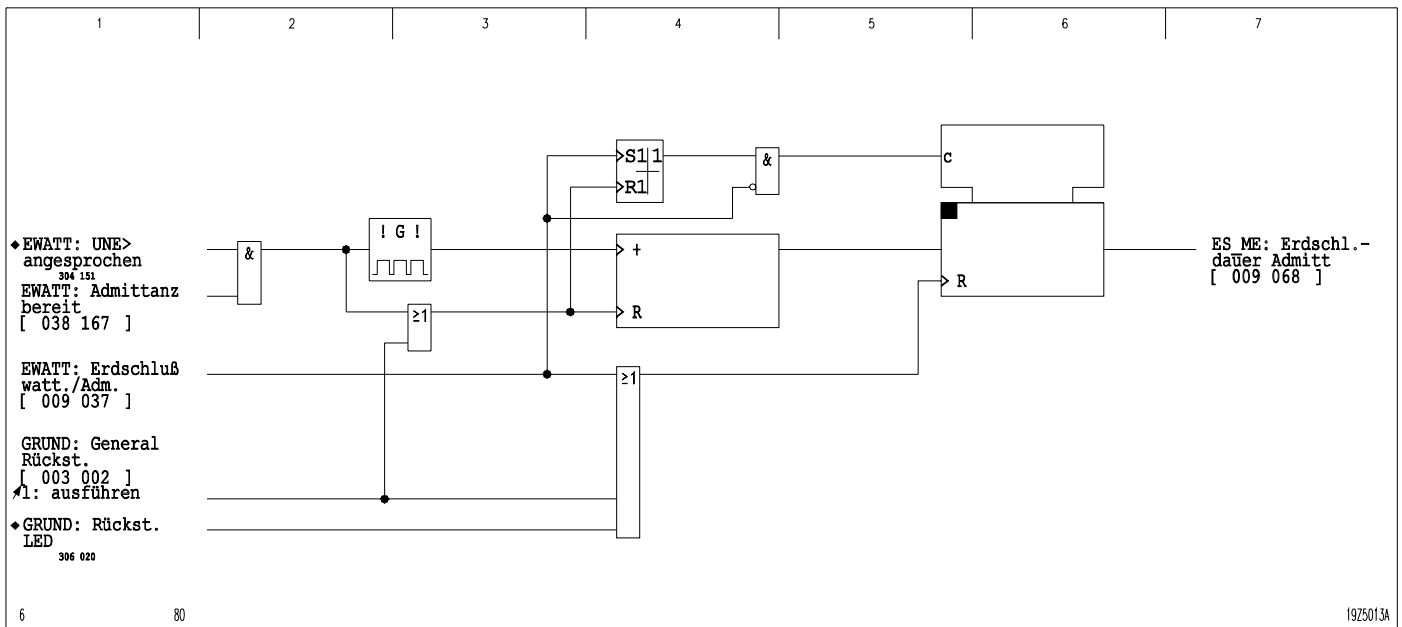 1 2 3 4 5 6 7
S1 1
R1
&
c
! G !
+
R
≥1
&
R
≥1
◆EWATT: UNE>
angesprochen
304 151
EWATT: Admittanz
bereit
[ 038 167 ]
EWATT: Erdschluß
watt./Adm.
[ 009 037 ]
GRUND: General
Rückst.
[ 003 002 ]
1: ausführen
◆GRUND: Rückst.
LED
306 020
ES_ME: Erdschl.-
dauer Admitt
[ 009 068 ]
6 80
19Z5013A